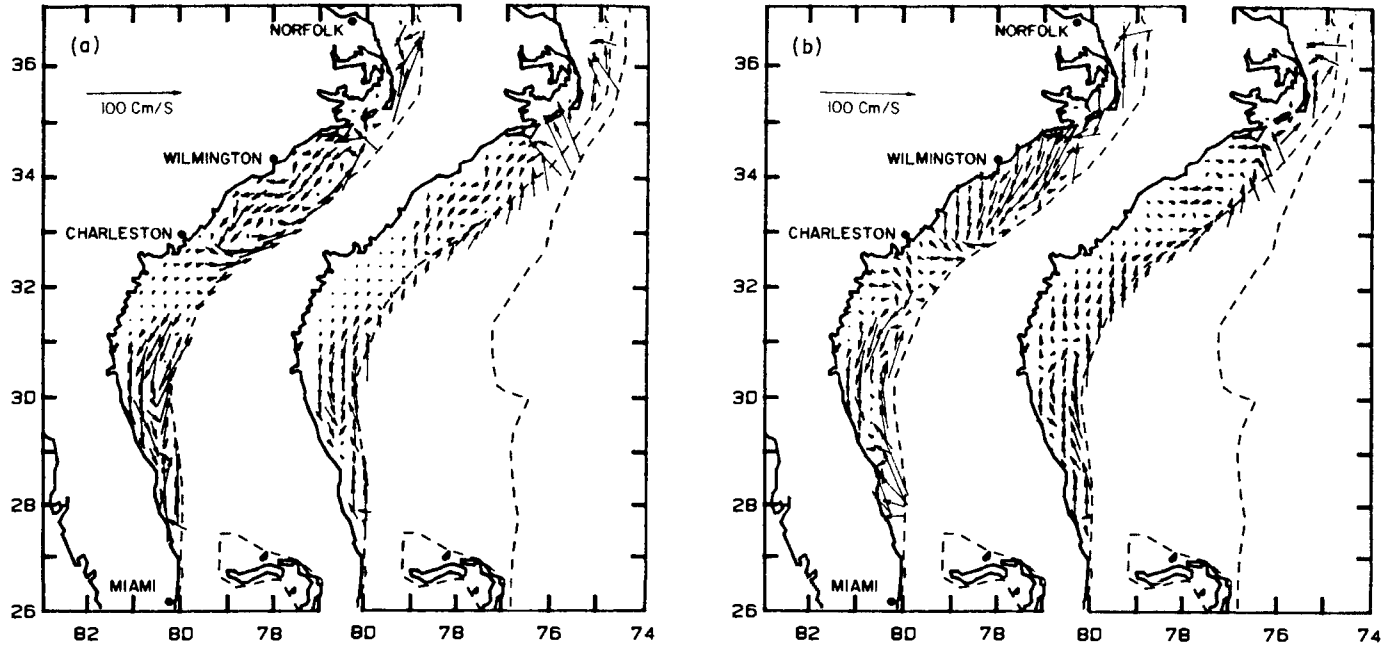 (a)
NORFOLK
36
100 Cm/S
WILMINGTON
34
CHARLESTON
32
30
28
MIAMI
26
82 80 78 80 78 76 74
(b)
NORFOLK
36
100 Cm/S
WILMINGTON
34
CHARLESTON
32
30
28
MIAMI
26
82 80 78 80 78 76 74